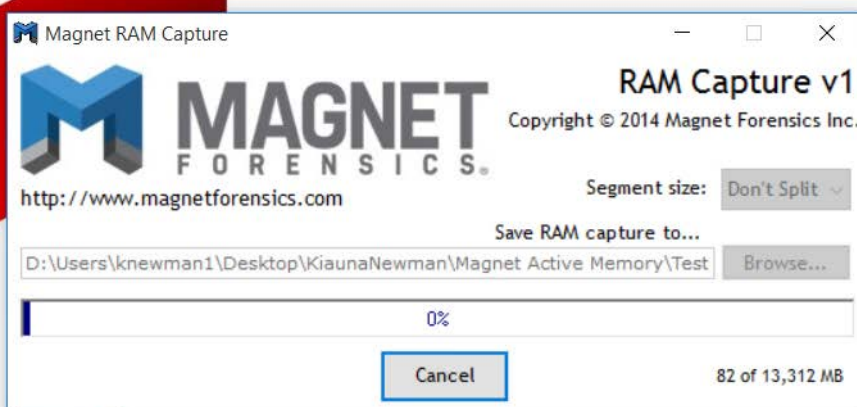 Magnet RAM Capture
MAGNET
FORENSICS®
http://www.magnetforensics.com
RAM Capture v1
Copyright © 2014 Magnet Forensics Inc.
Segment size: Don't Split
Save RAM capture to...
D:\Users\knewman1\Desktop\KiaunaNewman\Magnet Active Memory\Test Browse...
0%
Cancel 82 of 13,312 MB